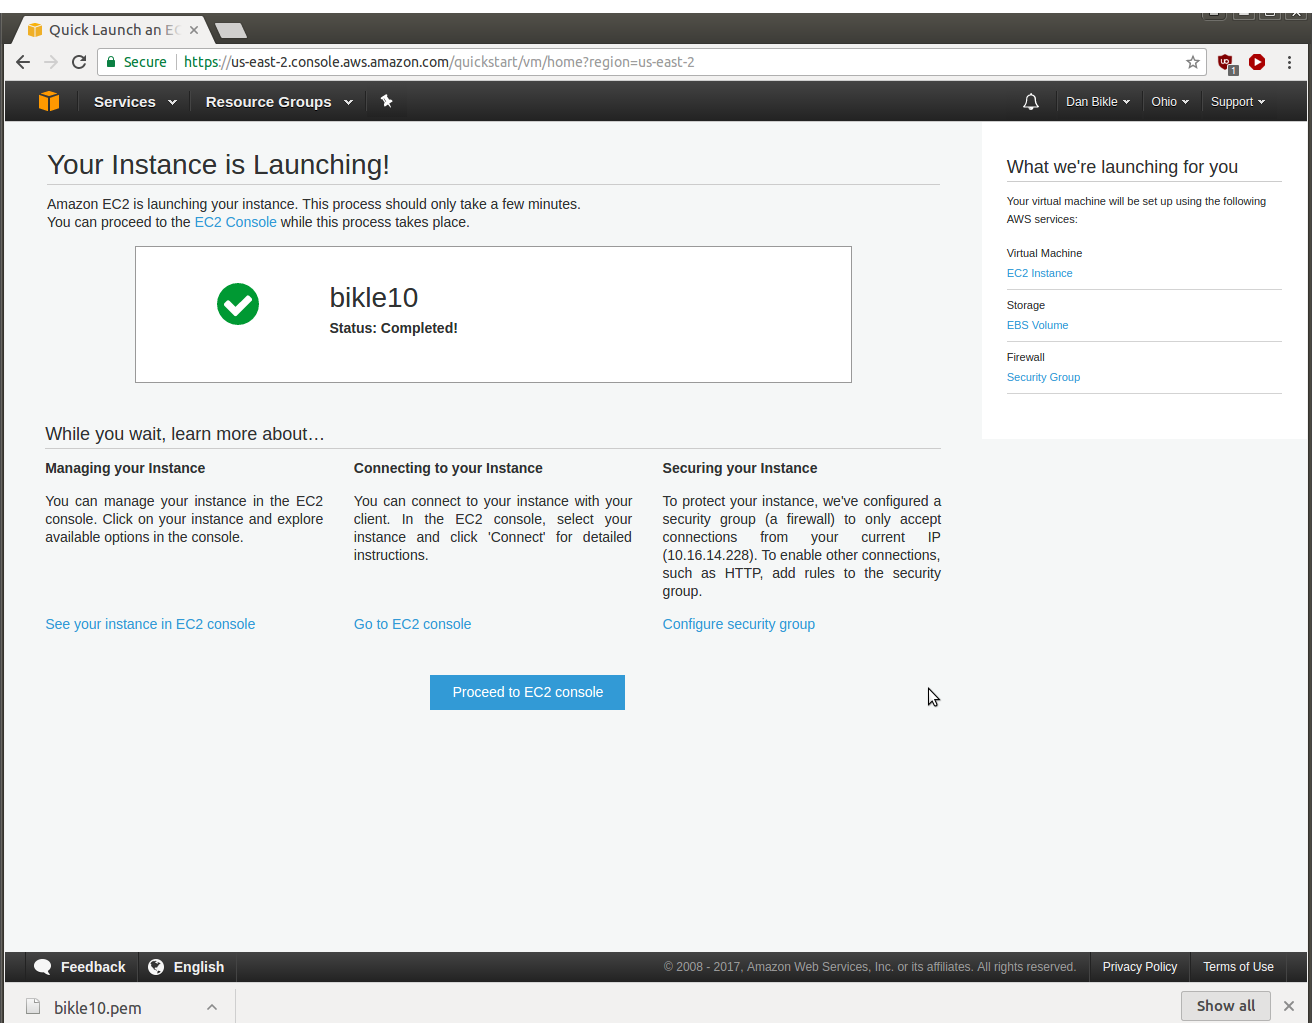 Quick Launch an EC
Secure
https://us-east-2.console.aws.amazon.com/quickstart/vm/home?region=us-east-2
1
Services
Resource Groups
Dan Bikle
Ohio
Support
Your Instance is Launching!
Amazon EC2 is launching your instance. This process should only take a few minutes.
You can proceed to the EC2 Console while this process takes place.
bikle10
Status: Completed!
What we're launching for you
Your virtual machine will be set up using the following
AWS services:
Virtual Machine
EC2 Instance
Storage
EBS Volume
Firewall
Security Group
While you wait, learn more about…
Managing your Instance
You can manage your instance in the EC2
console. Click on your instance and explore
available options in the console.
See your instance in EC2 console
Connecting to your Instance
You can connect to your instance with your
client. In the EC2 console, select your
instance and click 'Connect' for detailed
instructions.
Go to EC2 console
Securing your Instance
To protect your instance, we've configured a
security group (a firewall) to only accept
connections from your current IP
(10.16.14.228). To enable other connections,
such as HTTP, add rules to the security
group.
Configure security group
Proceed to EC2 console
Feedback
English
© 2008 - 2017, Amazon Web Services, Inc. or its affiliates. All rights reserved.
Privacy Policy
Terms of Use
bikle10.pem
Show all